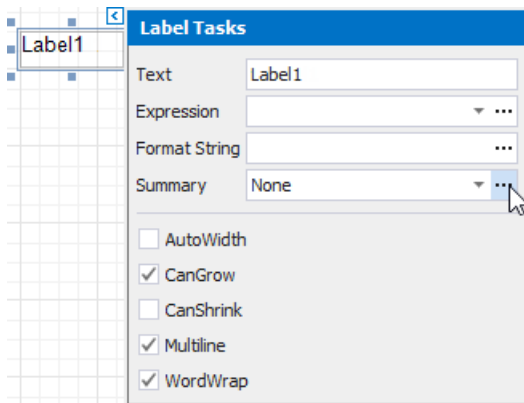 Label1
Label Tasks
Text Label1
Expression
Format String
Summary None
AutoWidth
CanGrow
CanShrink
Multiline
WordWrap